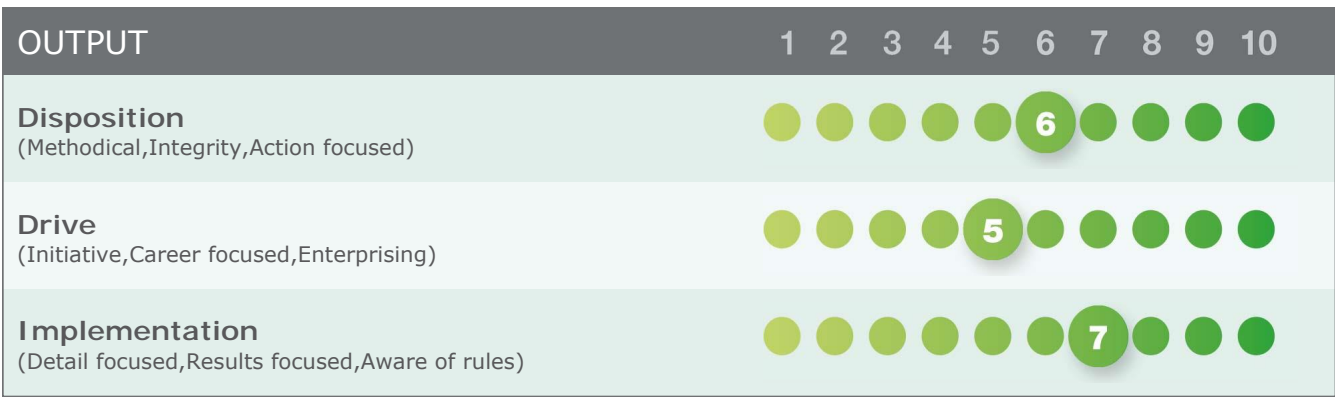 OUTPUT 1 2 3 4 5 6 7 8 9 10
Disposition
(Methodical,Integrity,Action focused)
6
Drive
(Initiative,Career focused,Enterprising)
5
Implementation
(Detail focused,Results focused,Aware of rules)
7